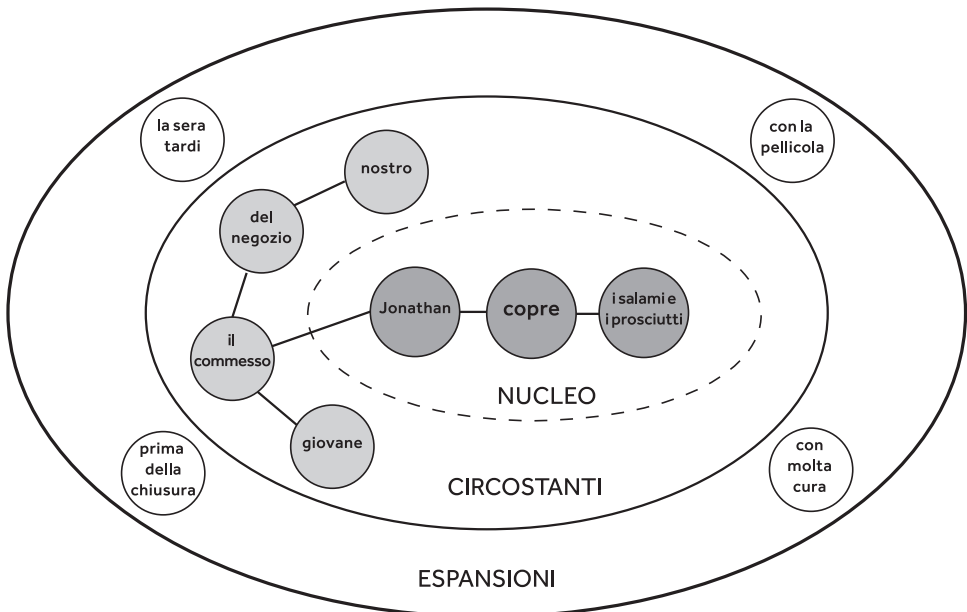 la sera
tardi
con la
pellicola
nostro
del
negozio
Jonathan
copre
i salami e
i prosciutti
il
commesso
NUCLEO
giovane
prima
della
chiusura
con
molta
cura
CIRCOSTANTI
ESPANSIONI